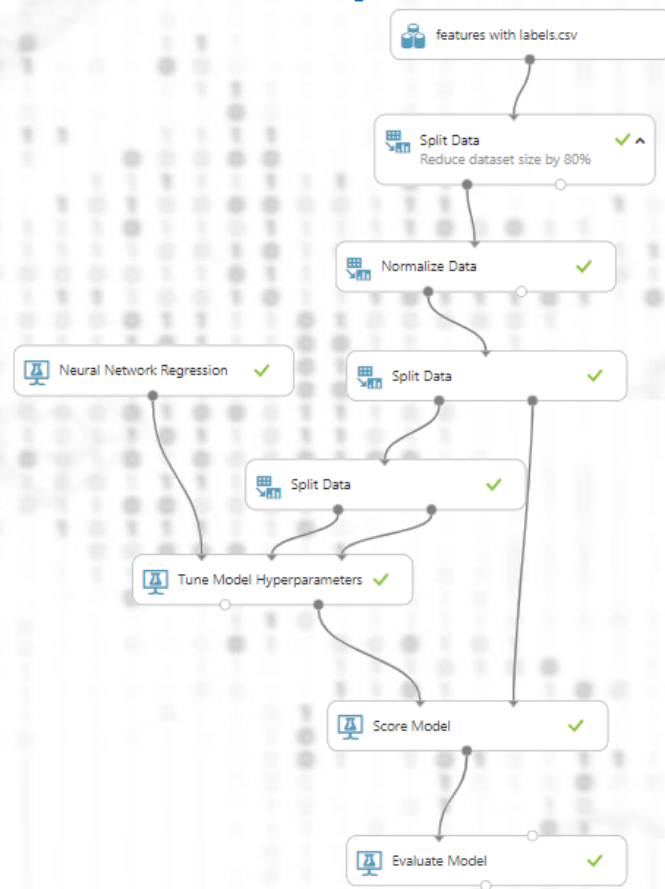 features with labels.csv
Split Data
Reduce dataset size by 80%
Normalize Data
Neural Network Regression
Split Data
Split Data
Tune Model Hyperparameters
Score Model
Evaluate Model